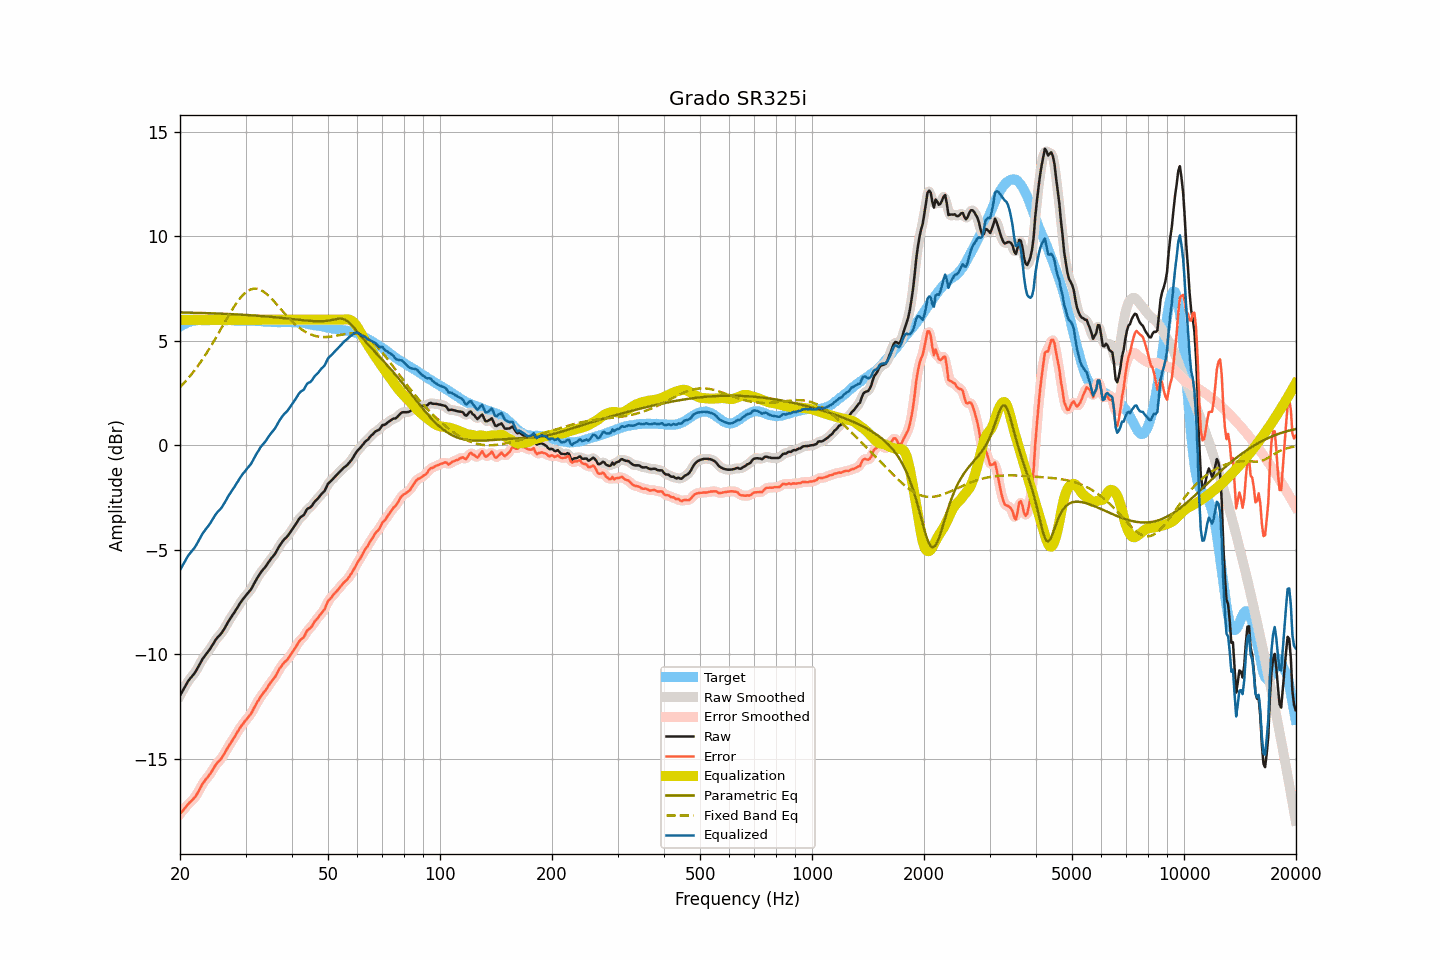 Grado SR325i
15
10
5
0
−5
−10
−15
Amplitude (dBr)
Target
Raw Smoothed
Error Smoothed
Raw
Error
Equalization
Parametric Eq
Fixed Band Eq
Equalized
20 50 100 200 500 1000 2000 5000 10000 20000
Frequency (Hz)